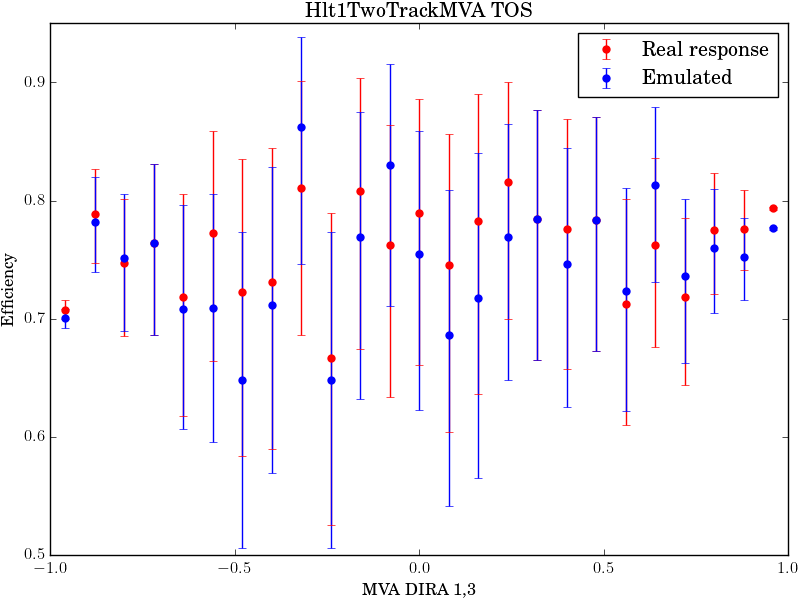 Hlt1TwoTrackMVA TOS
Real response
Emulated
Efficiency
0.9
0.8
0.7
0.6
0.5
−1.0
−0.5
0.0
0.5
1.0
MVA DIRA 1,3